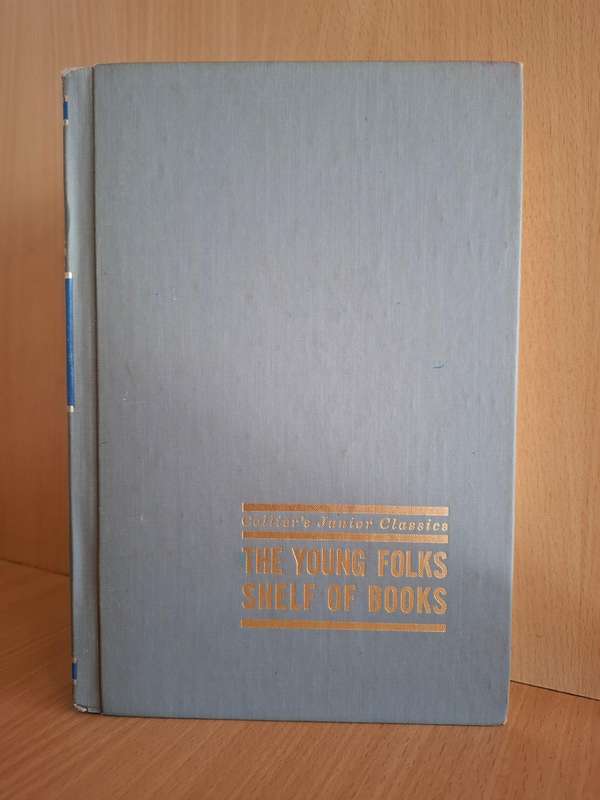 Collier's Junior Classics
THE YOUNG FOLKS
SHELF OF BOOKS